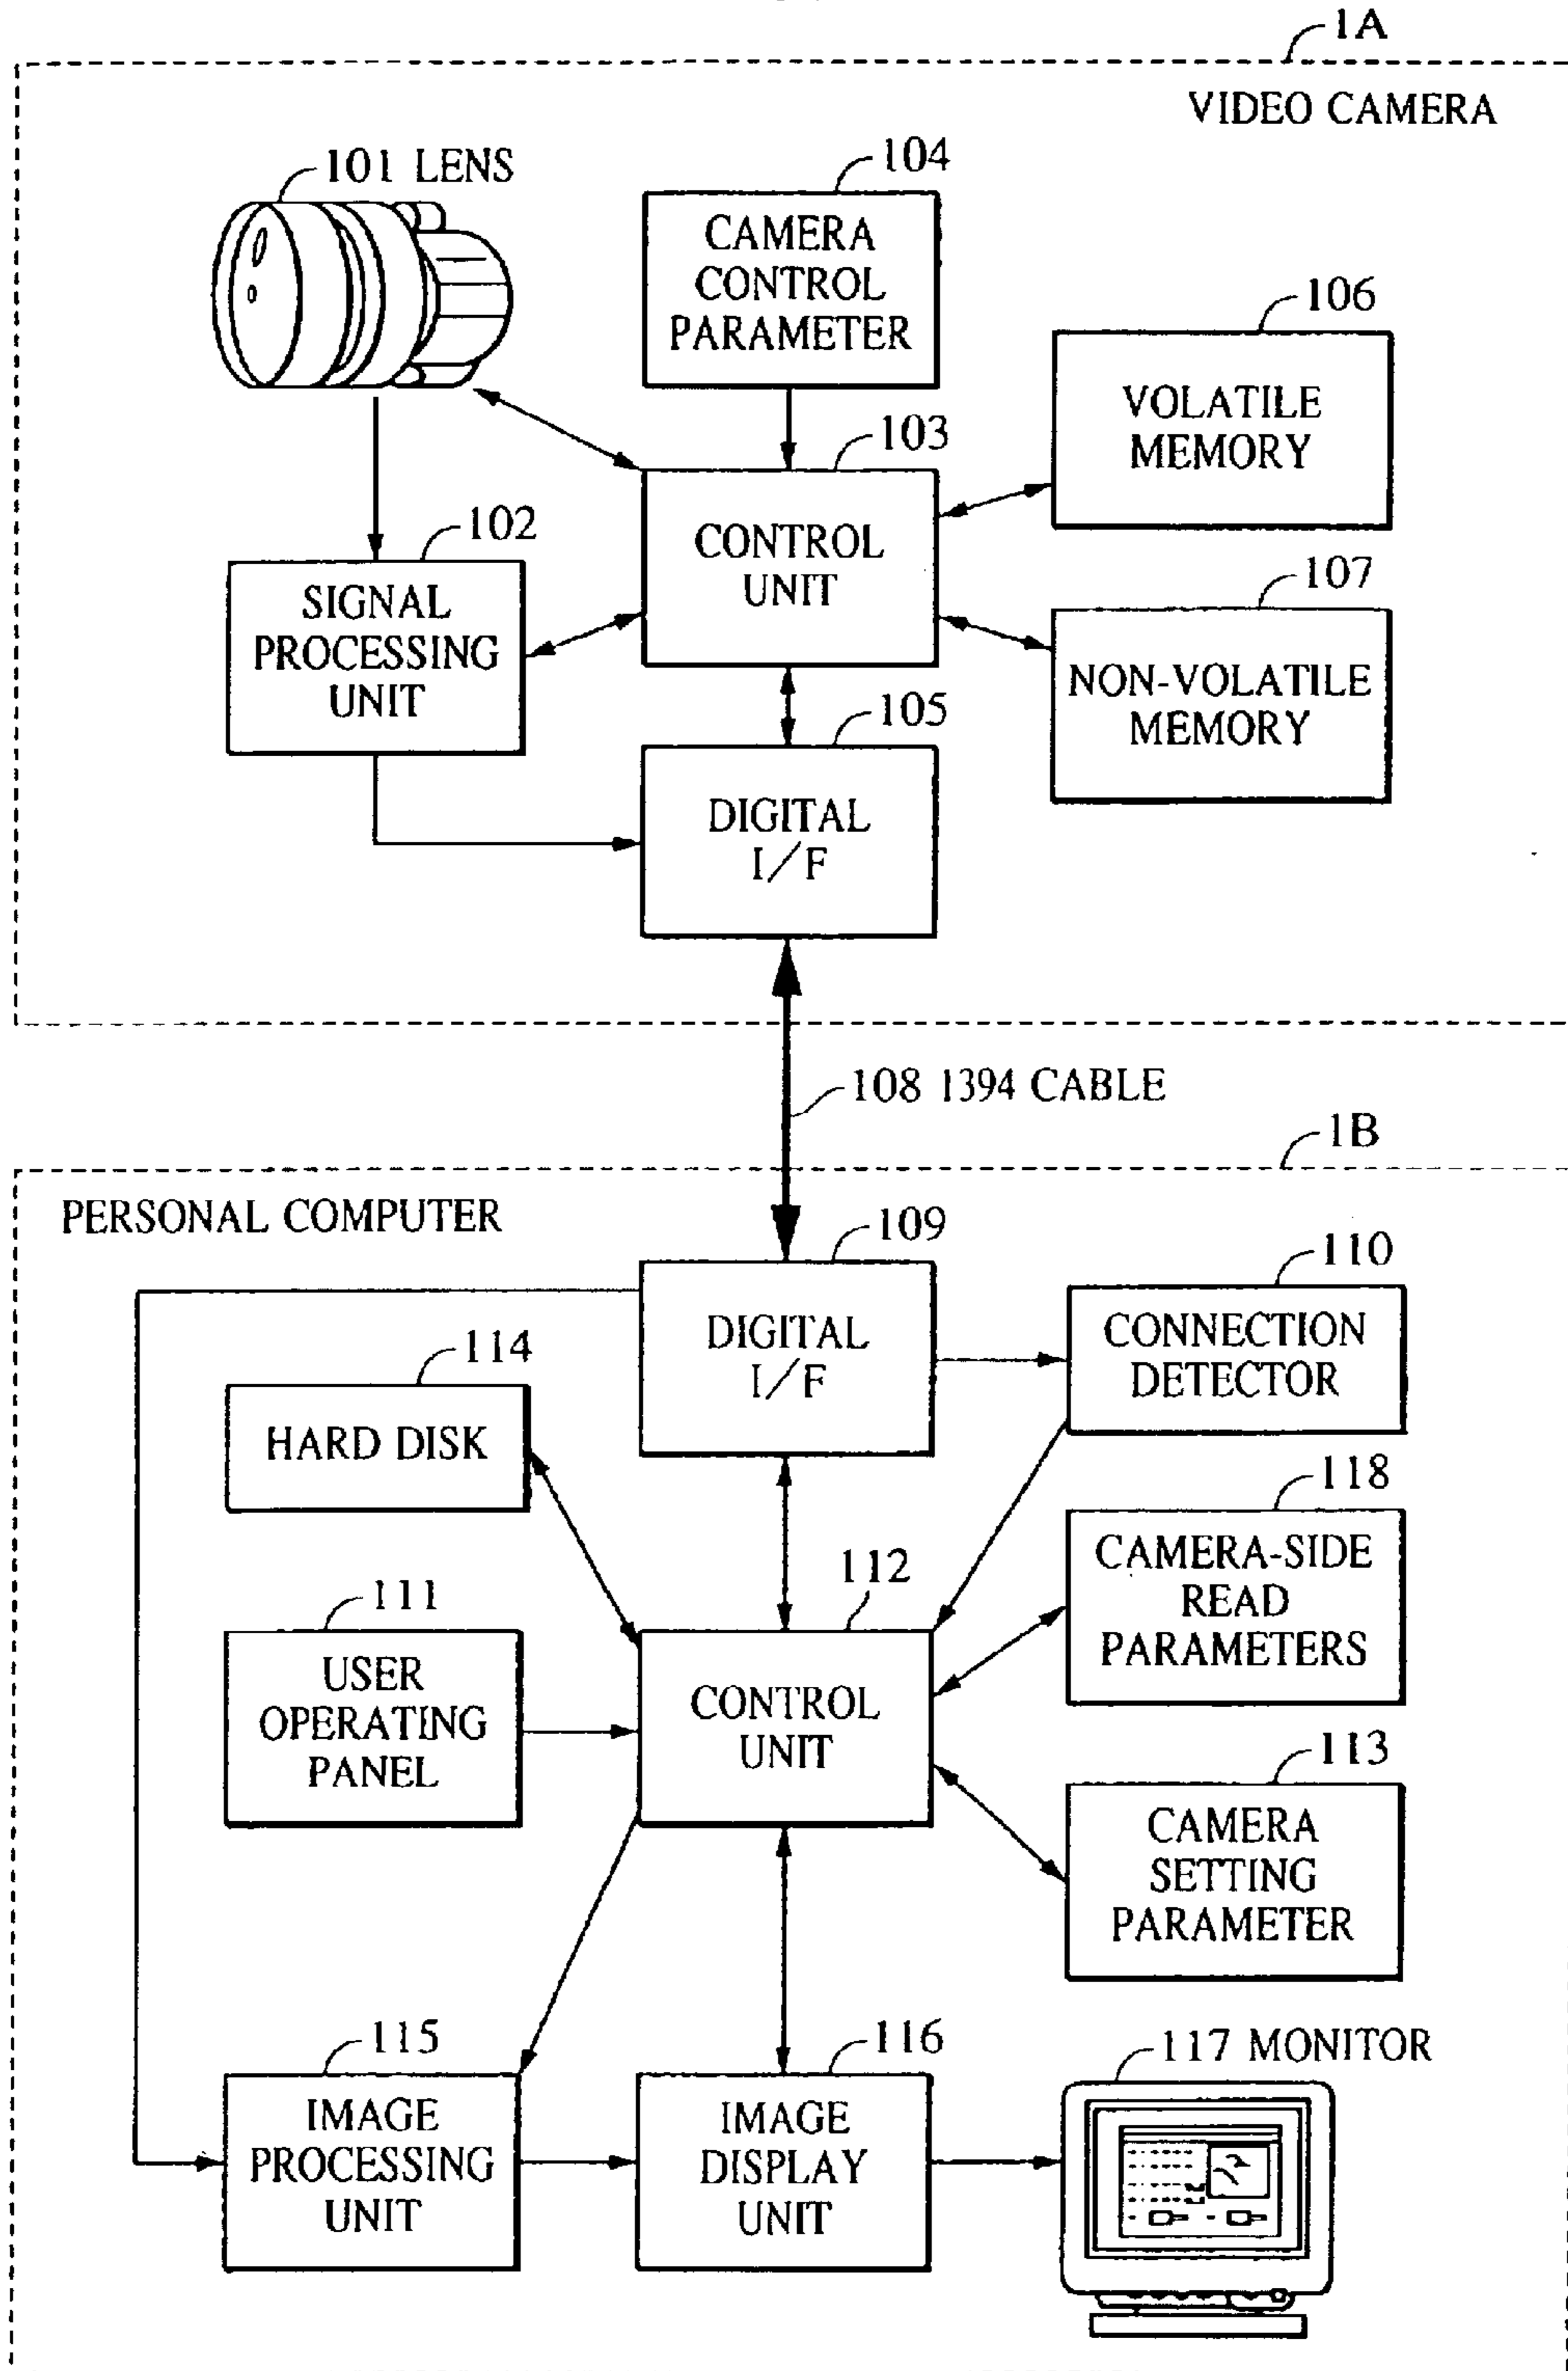 1A
VIDEO CAMERA
101 LENS
104
CAMERA
CONTROL
PARAMETER
106
VOLATILE
MEMORY
103
CONTROL
UNIT
102
SIGNAL
PROCESSING
UNIT
107
NON-VOLATILE
MEMORY
105
DIGITAL
I/F
108 1394 CABLE
1B
PERSONAL COMPUTER
109
DIGITAL
I/F
110
CONNECTION
DETECTOR
114
HARD DISK
118
CAMERA-SIDE
READ
PARAMETERS
112
CONTROL
UNIT
111
USER
OPERATING
PANEL
113
CAMERA
SETTING
PARAMETER
115
IMAGE
PROCESSING
UNIT
116
IMAGE
DISPLAY
UNIT
117 MONITOR